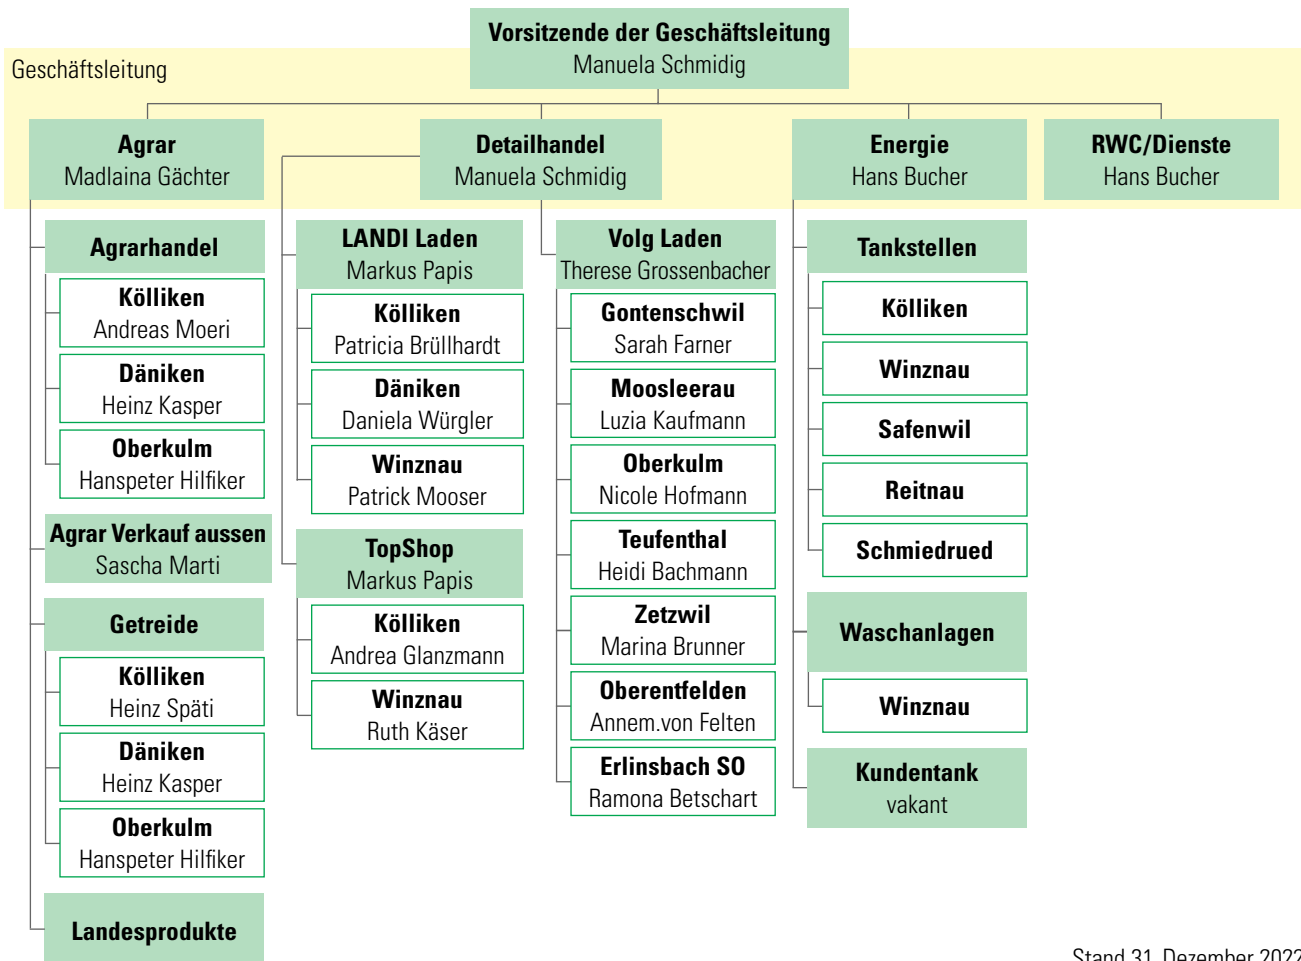 Vorsitzende der Geschäftsleitung
Manuela Schmidig
Geschäftsleitung
Agrar
Madlaina Gächter
Detailhandel
Manuela Schmidig
Energie
Hans Bucher
RWC/Dienste
Hans Bucher
Agrarhandel
Kölliken
Andreas Moeri
Däniken
Heinz Kasper
Oberkulm
Hanspeter Hilfiker
Agrar Verkauf aussen
Sascha Marti
Getreide
Kölliken
Heinz Späti
Däniken
Heinz Kasper
Oberkulm
Hanspeter Hilfiker
Landesprodukte
LANDI Laden
Markus Papis
Kölliken
Patricia Brüllhardt
Däniken
Daniela Würgler
Winznau
Patrick Mooser
TopShop
Markus Papis
Kölliken
Andrea Glanzmann
Winznau
Ruth Käser
Volg Laden
Therese Grossenbacher
Gontenschwil
Sarah Farner
Moosleerau
Luzia Kaufmann
Oberkulm
Nicole Hofmann
Teufenthal
Heidi Bachmann
Zetzwil
Marina Brunner
Oberentfelden
Annem.von Felten
Erlinsbach SO
Ramona Betschart
Tankstellen
Kölliken
Winznau
Safenwil
Reitnau
Schmiedrued
Waschanlagen
Winznau
Kundentank
vakant
Stand 31. Dezember 2022